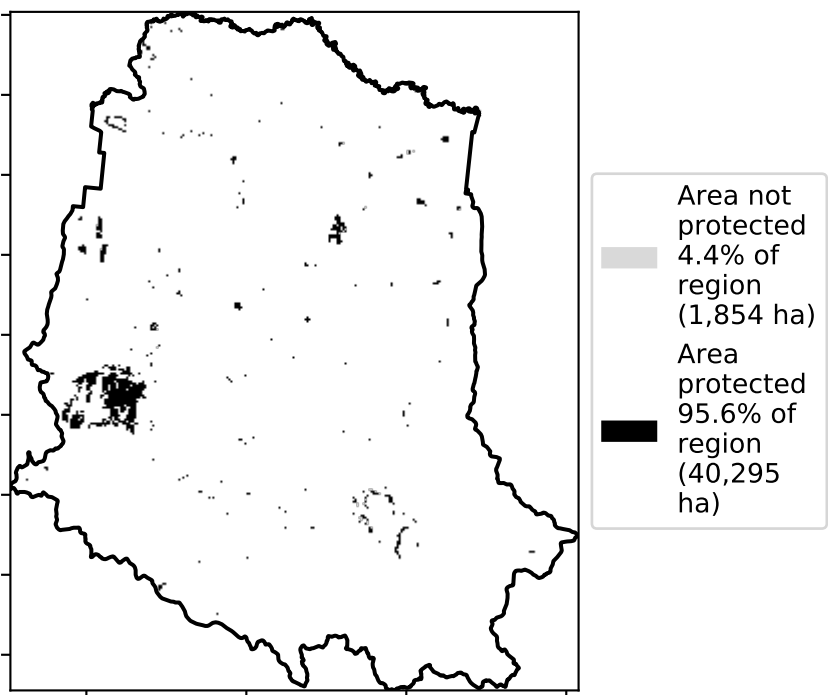 Area not
protected
4.4% of
region
(1,854 ha)
Area
protected
95.6% of
region
(40,295
ha)